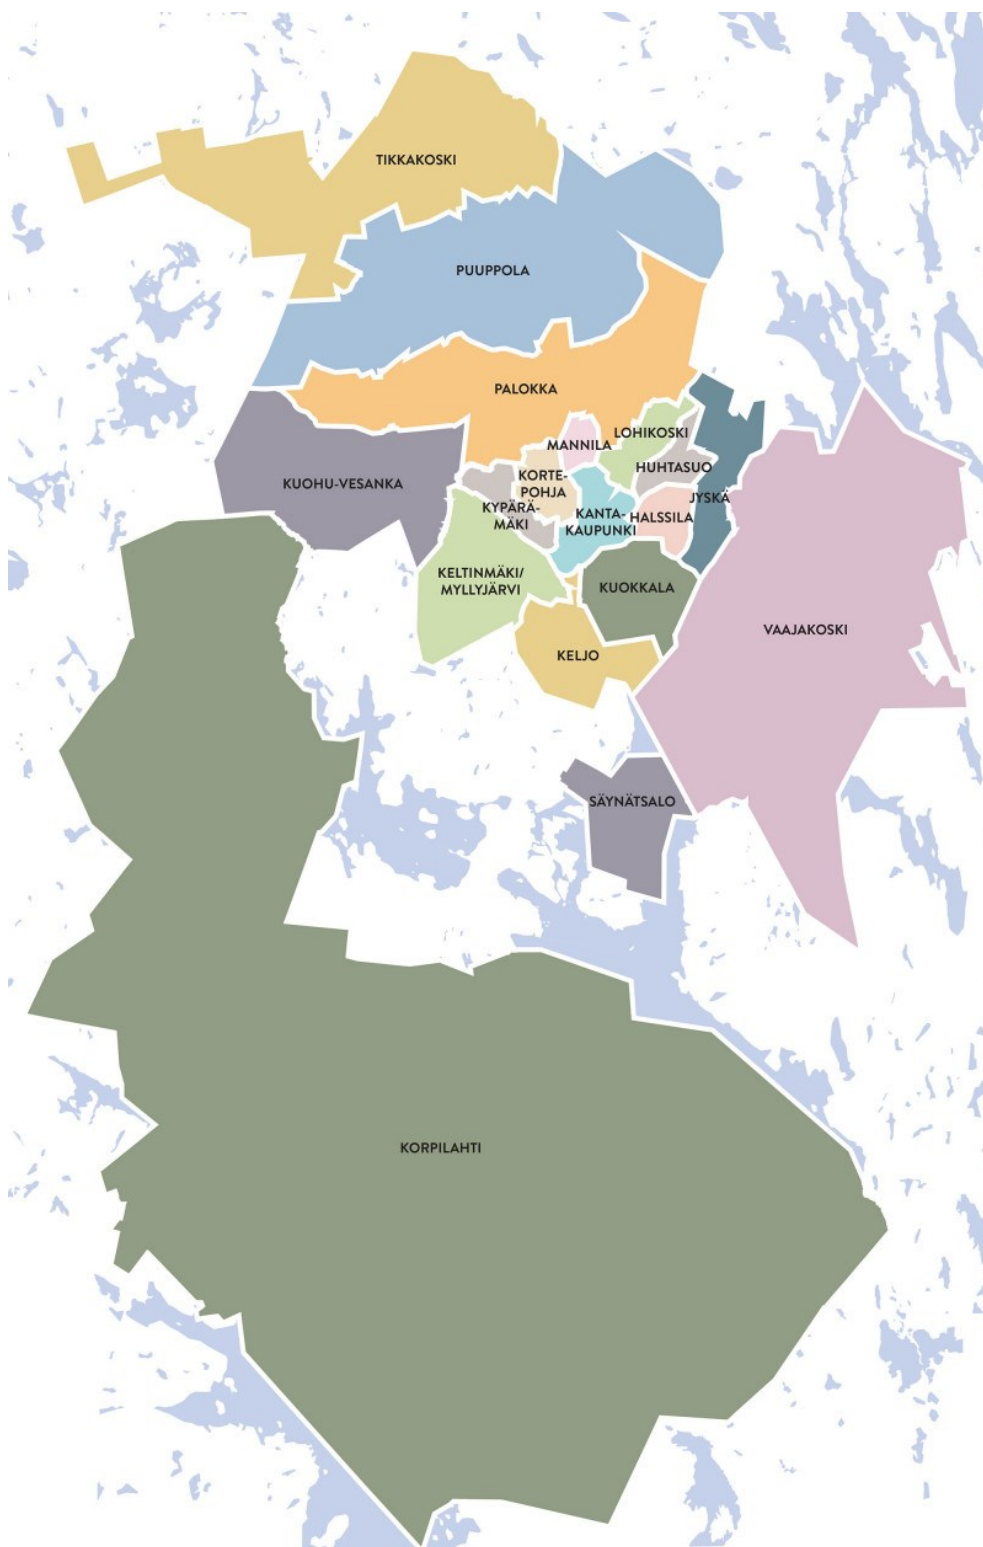 TIKKAKOSKI
PUUPPOLA
PALOKKA
LOHIKOSKI
MANNILA
HUHTASUO
KORTE-
POHJA
KUOHU-VESANKA
JYSKÄ
KYPÄRÄ-
MÄKI
KANTA-
KAUPUNKI
HALSSILA
KELTINMÄKI/
MYLLYJÄRVI
KUOKKALA
VAAJAKOSKI
KELJO
SÄYNÄTSALO
KORPILAHTI